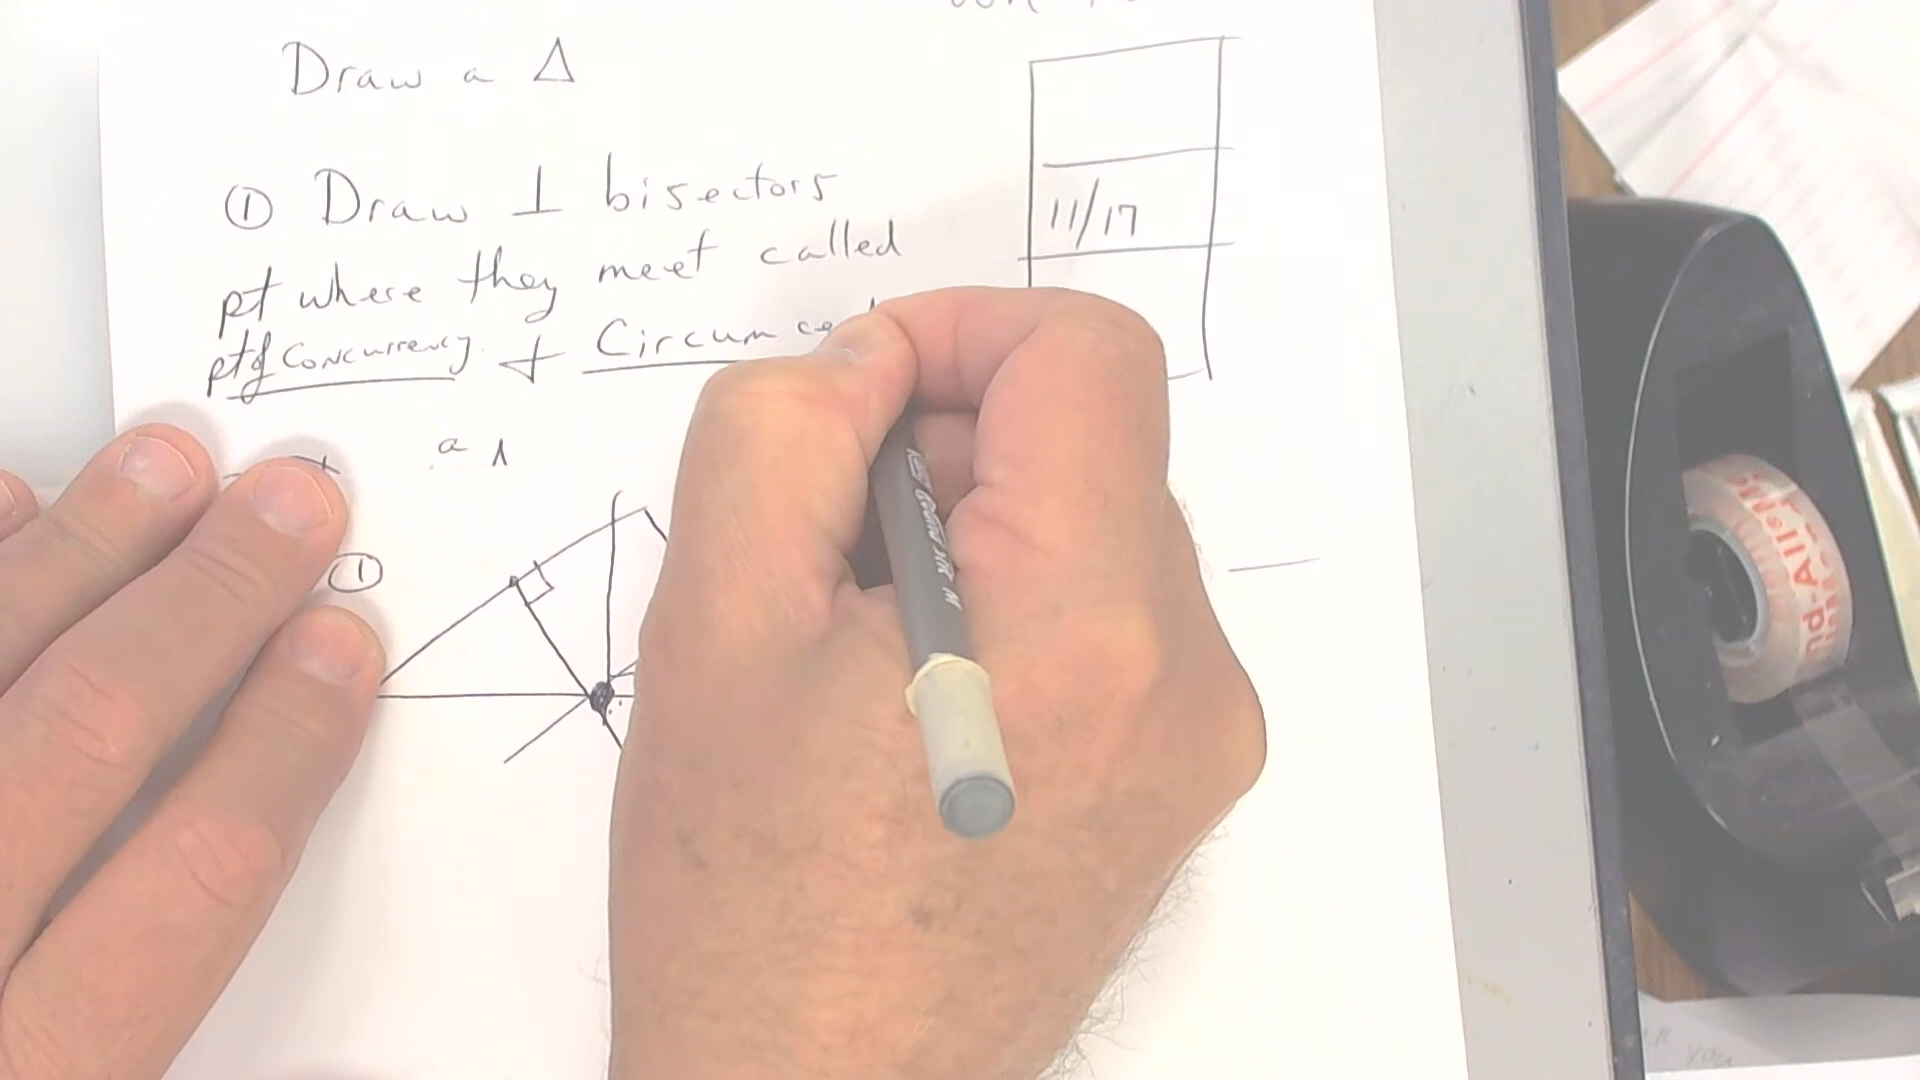 Draw a Δ
① Draw ⊥ bisectors
pt where they meet called
pt of concurrency + Circum
11/17
a
①